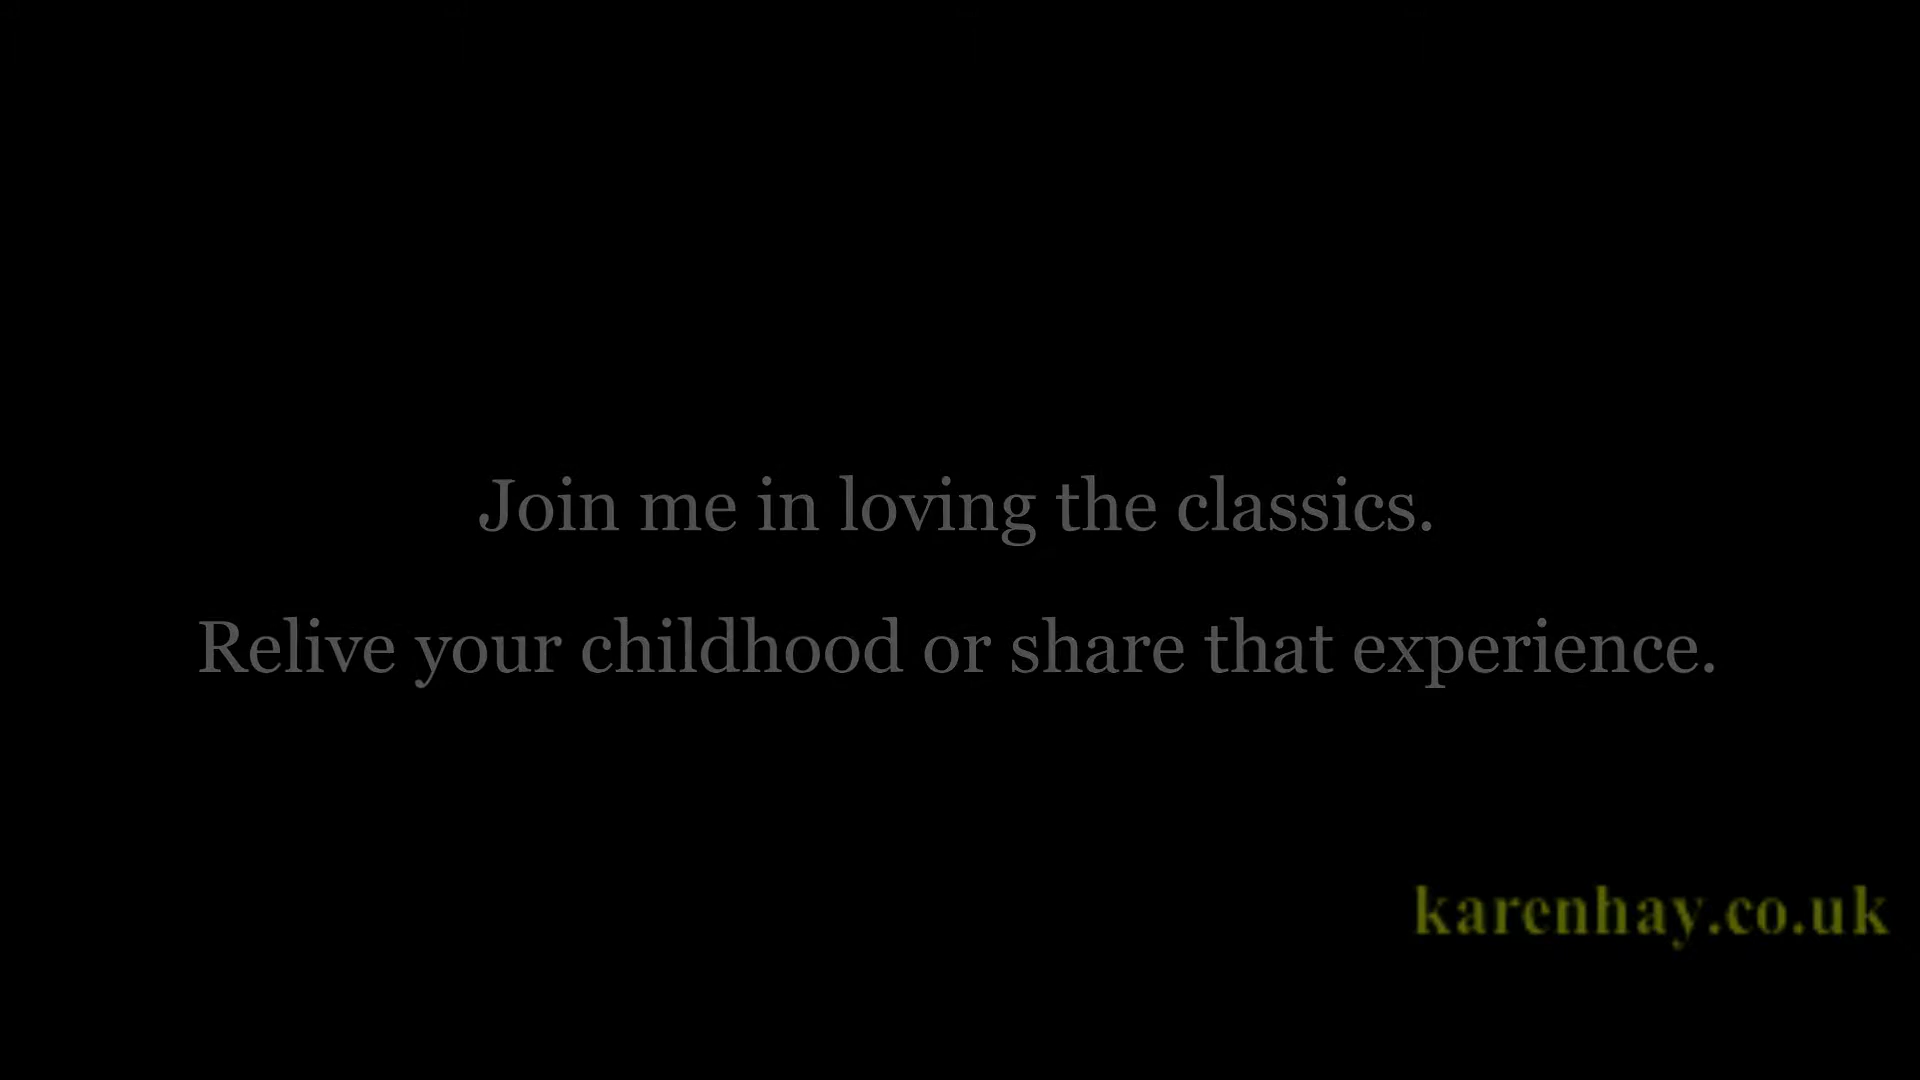 Join me in loving the classics.
Relive your childhood or share that experience.
karenhay.co.uk